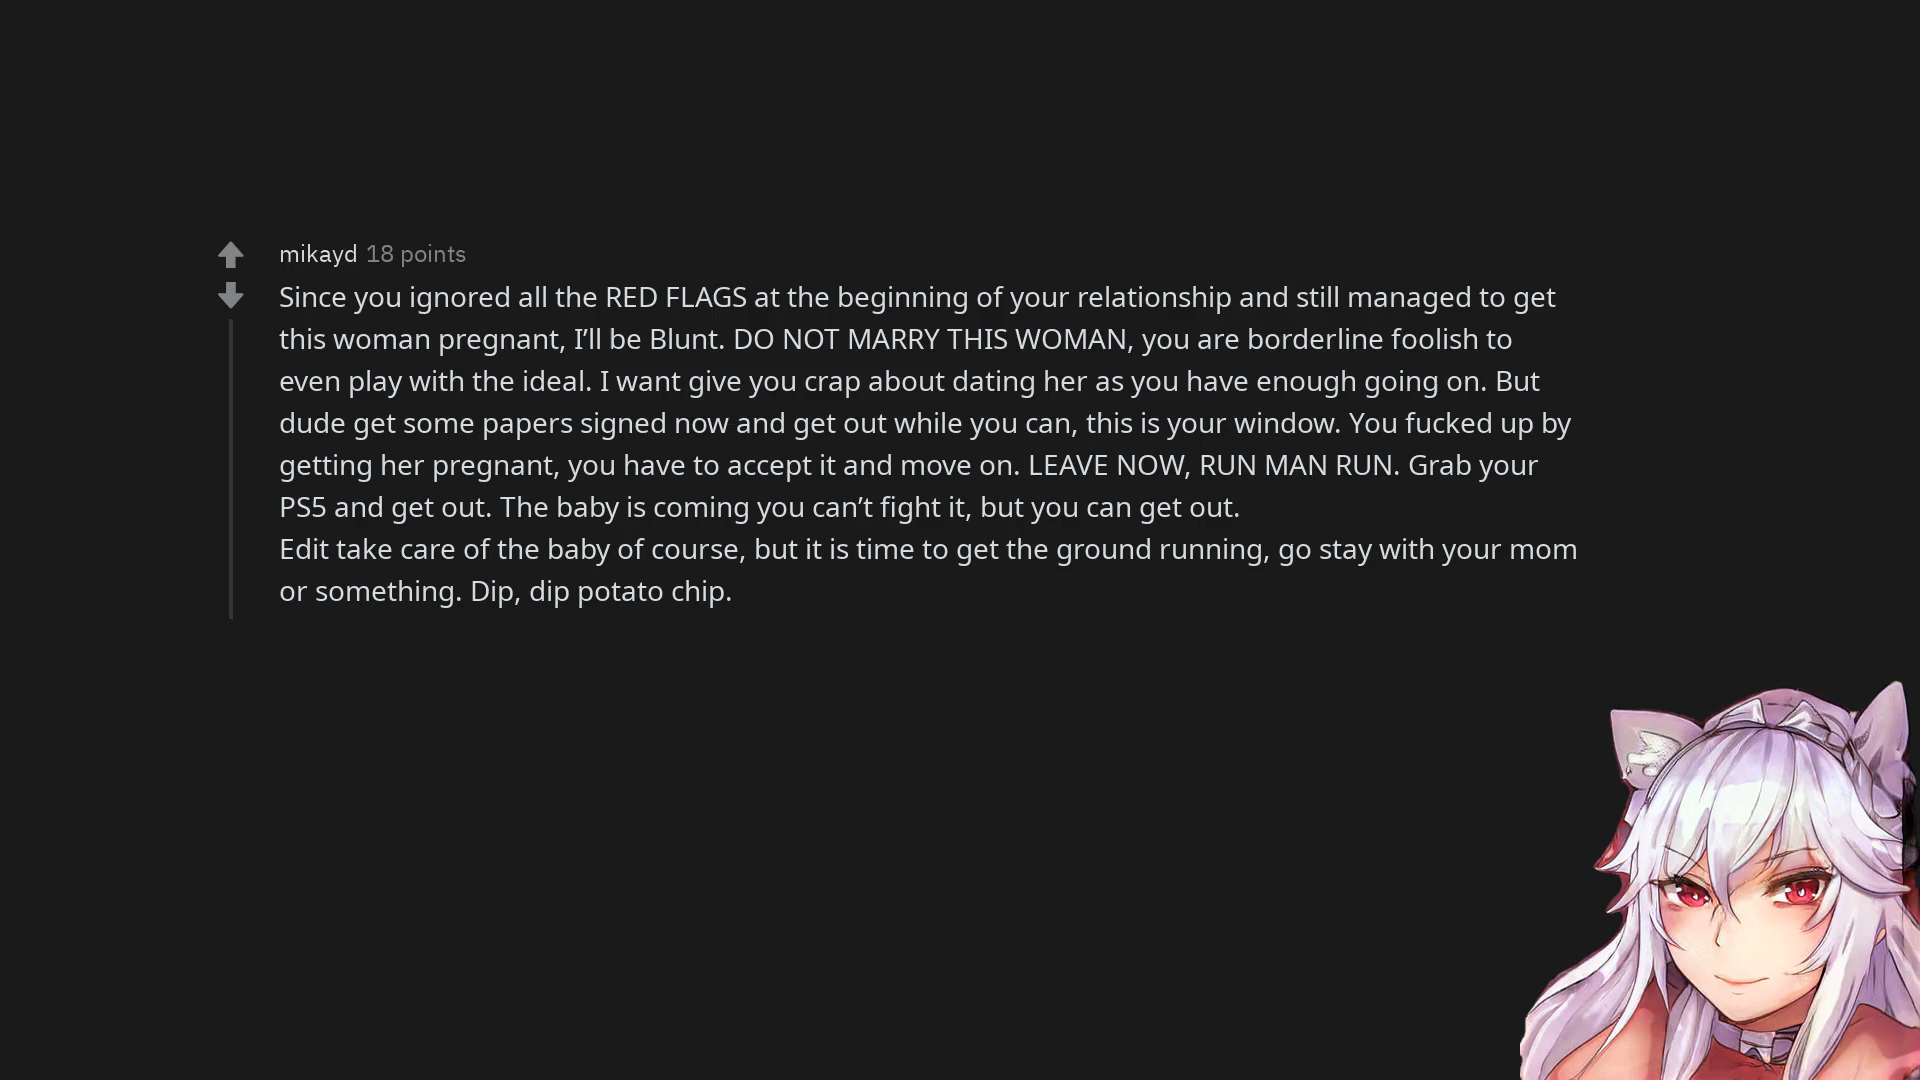 mikayd 18 points
Since you ignored all the RED FLAGS at the beginning of your relationship and still managed to get
this woman pregnant, I’ll be Blunt. DO NOT MARRY THIS WOMAN, you are borderline foolish to
even play with the ideal. I want give you crap about dating her as you have enough going on. But
dude get some papers signed now and get out while you can, this is your window. You fucked up by
getting her pregnant, you have to accept it and move on. LEAVE NOW, RUN MAN RUN. Grab your
PS5 and get out. The baby is coming you can’t fight it, but you can get out.
Edit take care of the baby of course, but it is time to get the ground running, go stay with your mom
or something. Dip, dip potato chip.